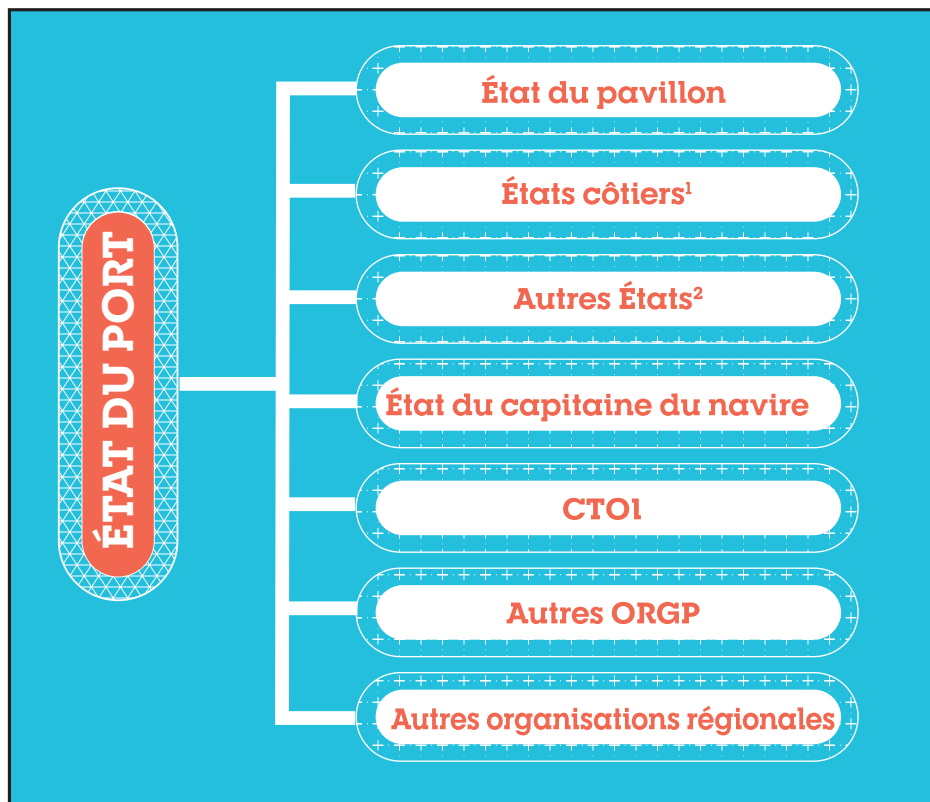 ÉTAT DU PORT
État du pavillon
États côtiers¹
Autres États²
État du capitaine du navire
CTOI
Autres ORGP
Autres organisations régionales